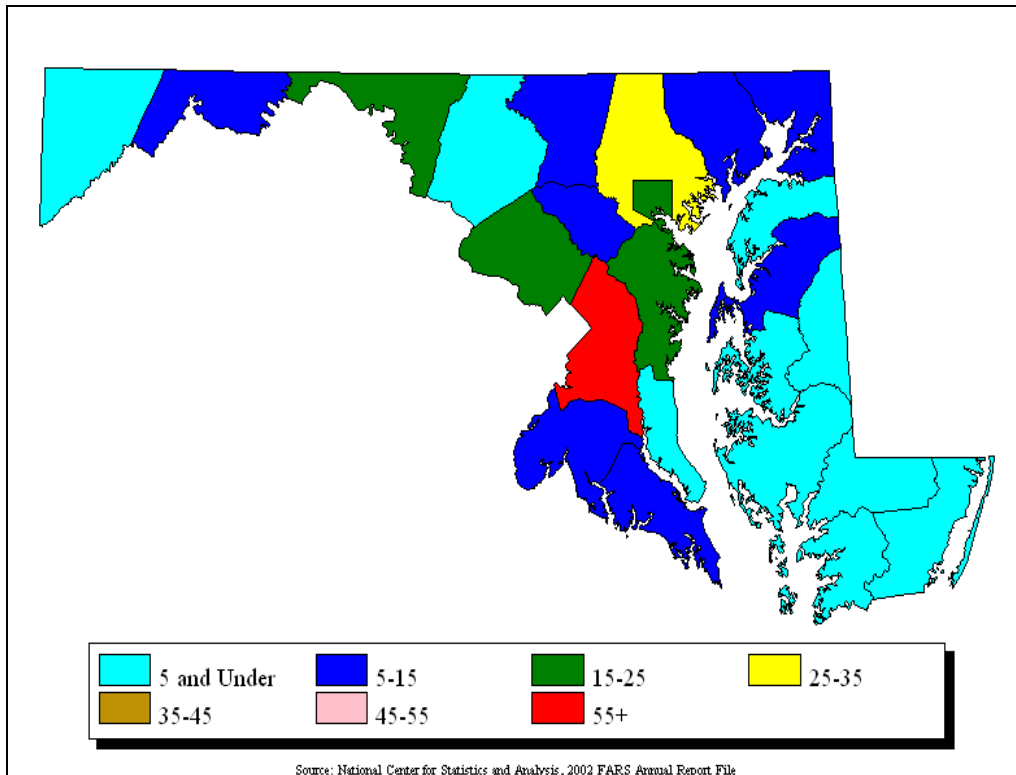 5 and Under 5-15 15-25 25-35
35-45 45-55 55+
Source: National Center for Statistics and Analysis, 2002 FARS Annual Report File